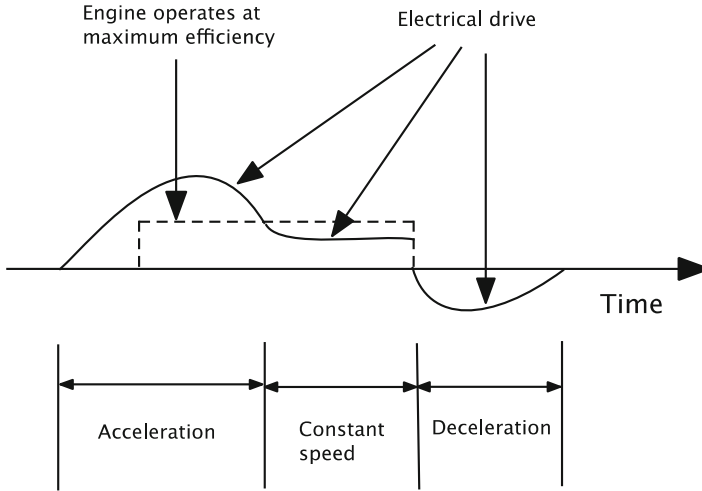 Engine operates at
maximum efficiency
Electrical drive
Time
Acceleration
Constant
speed
Deceleration